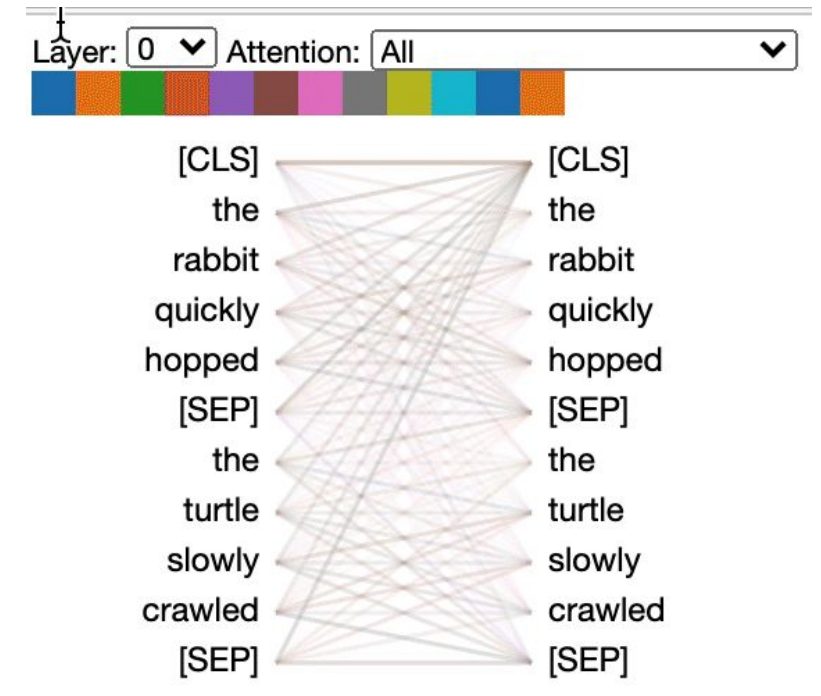 Layer: 0 Attention: All
[CLS] [CLS]
the the
rabbit rabbit
quickly quickly
hopped hopped
[SEP] [SEP]
the the
turtle turtle
slowly slowly
crawled crawled
[SEP] [SEP]